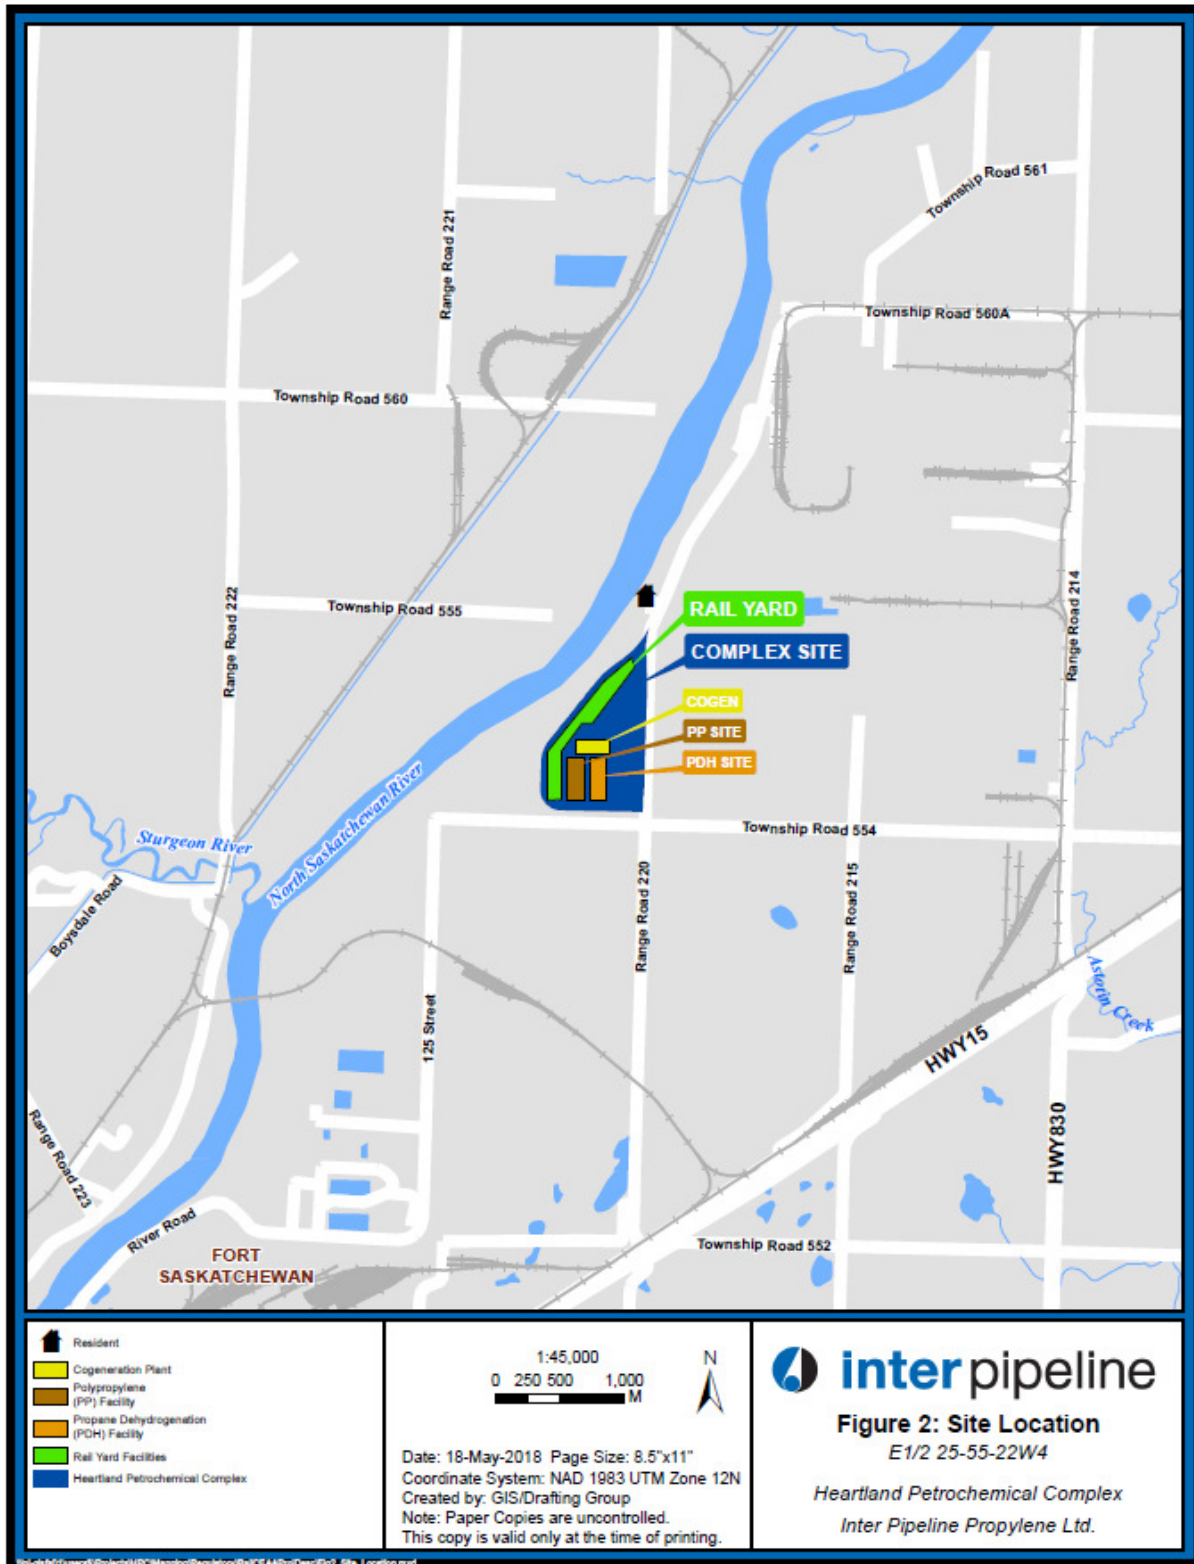 Township Road 561
Range Road 221
Township Road 560A
Township Road 560
Range Road 222
Township Road 555
Range Road 214
RAIL YARD
COMPLEX SITE
COGEN
PP SITE
PDH SITE
North Saskatchewan River
Sturgeon River
Township Road 554
Boysdale Road
Range Road 220
Range Road 215
125 Street
Astorin Creek
HWY15
HWY830
Range Road 223
River Road
Township Road 552
FORT
SASKATCHEWAN
Resident
Cogeneration Plant
Polypropylene
(PP) Facility
Propane Dehydrogenation
(PDH) Facility
Rail Yard Facilities
Heartland Petrochemical Complex
1:45,000
0 250 500 1,000
M
N
Date: 18-May-2018 Page Size: 8.5"x11"
Coordinate System: NAD 1983 UTM Zone 12N
Created by: GIS/Drafting Group
Note: Paper Copies are uncontrolled.
This copy is valid only at the time of printing.
inter pipeline
Figure 2: Site Location
E1/2 25-55-22W4
Heartland Petrochemical Complex
Inter Pipeline Propylene Ltd.